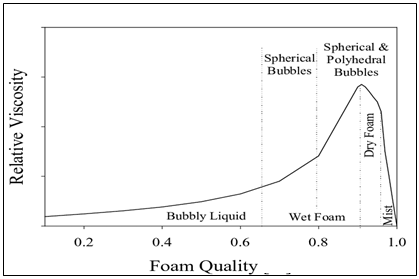 Spherical
Bubbles
Spherical &
Polyhedral
Bubbles
Relative Viscosity
Dry Foam
Bubbly Liquid
Wet Foam
Mist
0.2
0.4
0.6
0.8
1.0
Foam Quality